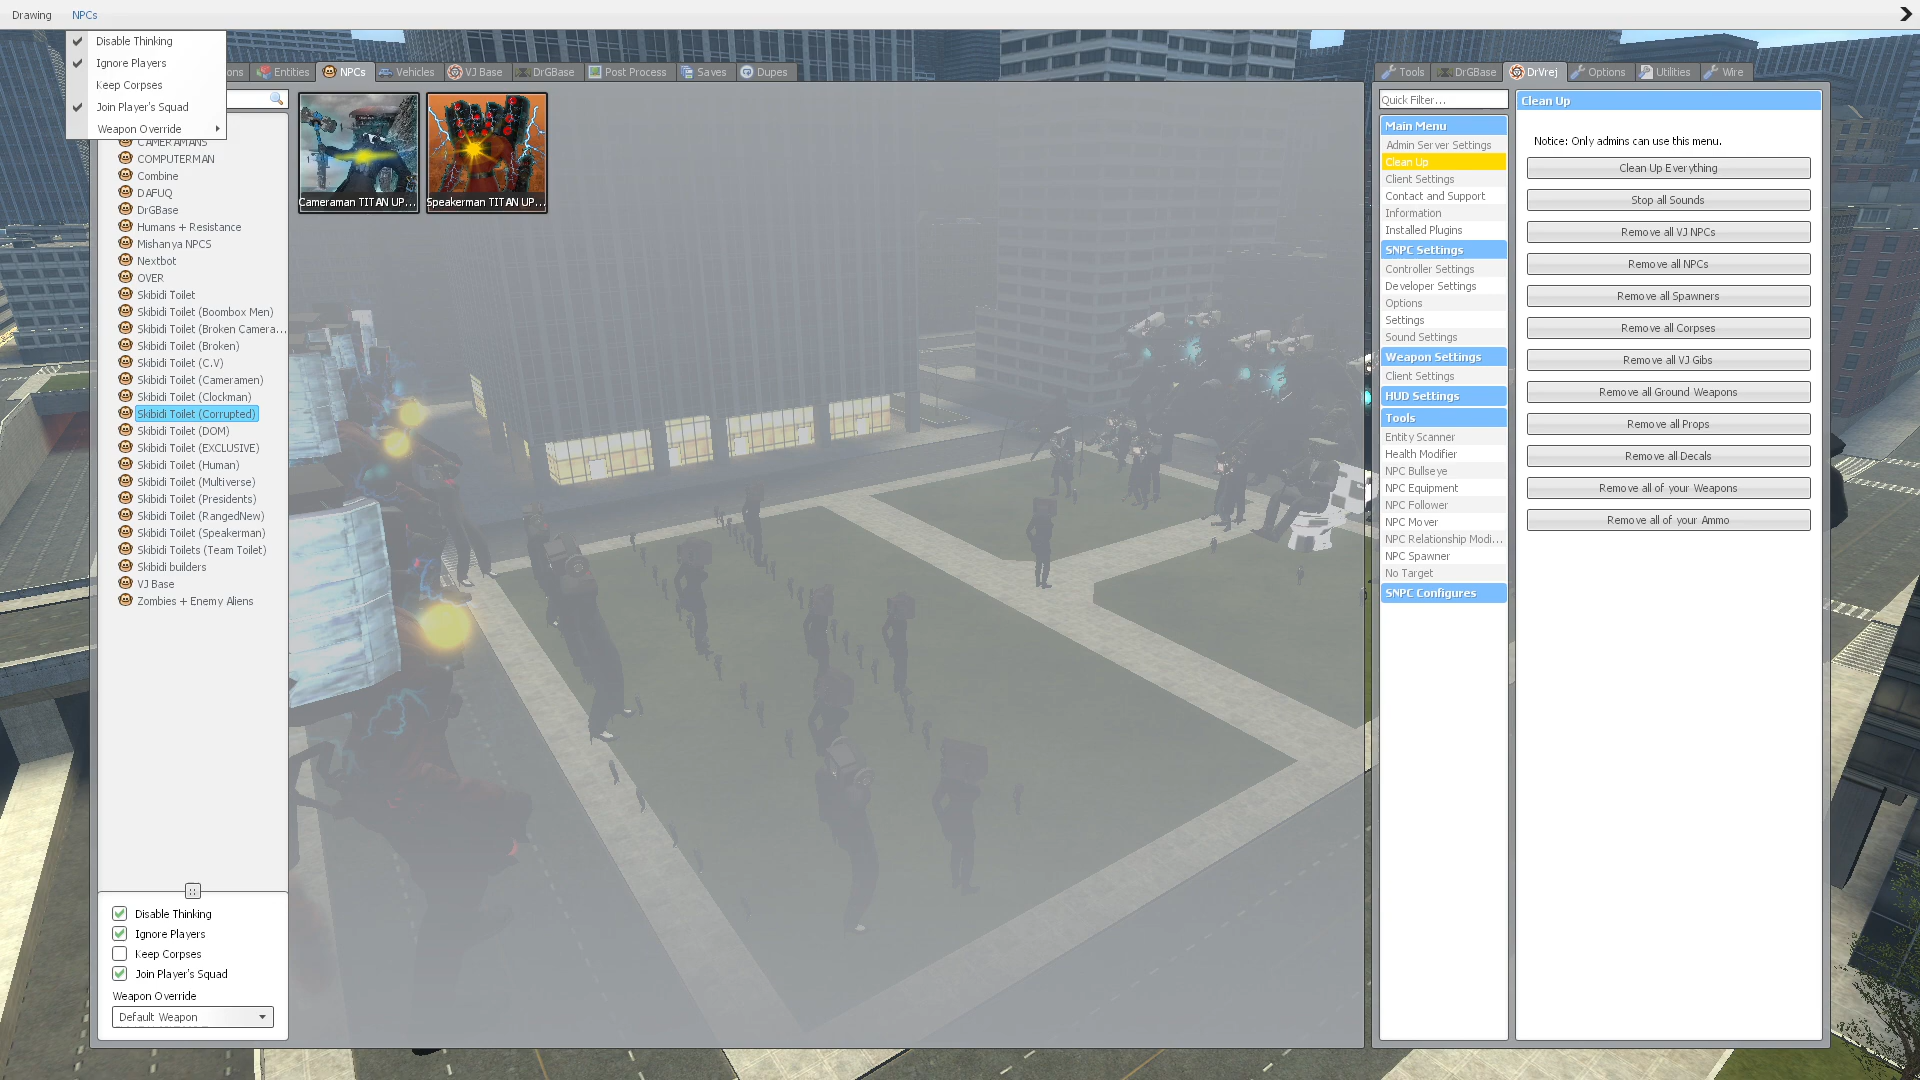 Drawing NPCs
Disable Thinking
Ignore Players
Keep Corpses
Join Player's Squad
Weapon Override
ons Entities NPCs Vehicles VJ Base DrGBase Post Process Saves Dupes
CAMERAMANS
COMPUTERMAN
Combine
DAFUQ
DrGBase
Humans + Resistance
Mishanya NPCS
Nextbot
OVER
Skibidi Toilet
Skibidi Toilet (Boombox Men)
Skibidi Toilet (Broken Camera...
Skibidi Toilet (Broken)
Skibidi Toilet (C.V)
Skibidi Toilet (Cameramen)
Skibidi Toilet (Clockman)
Skibidi Toilet (Corrupted)
Skibidi Toilet (DOM)
Skibidi Toilet (EXCLUSIVE)
Skibidi Toilet (Human)
Skibidi Toilet (Multiverse)
Skibidi Toilet (Presidents)
Skibidi Toilet (RangedNew)
Skibidi Toilet (Speakerman)
Skibidi Toilets (Team Toilet)
Skibidi builders
VJ Base
Zombies + Enemy Aliens
Disable Thinking
Ignore Players
Keep Corpses
Join Player's Squad
Weapon Override
Default Weapon
Cameraman TITAN UP...
Speakerman TITAN UP...
Tools DrGBase DrVrej Options Utilities Wire
Quick Filter...
Main Menu
Admin Server Settings
Clean Up
Client Settings
Contact and Support
Information
Installed Plugins
SNPC Settings
Controller Settings
Developer Settings
Options
Settings
Sound Settings
Weapon Settings
Client Settings
HUD Settings
Tools
Entity Scanner
Health Modifier
NPC Bullseye
NPC Equipment
NPC Follower
NPC Mover
NPC Relationship Modi...
NPC Spawner
No Target
SNPC Configures
Clean Up
Notice: Only admins can use this menu.
Clean Up Everything
Stop all Sounds
Remove all VJ NPCs
Remove all NPCs
Remove all Spawners
Remove all Corpses
Remove all VJ Gibs
Remove all Ground Weapons
Remove all Props
Remove all Decals
Remove all of your Weapons
Remove all of your Ammo